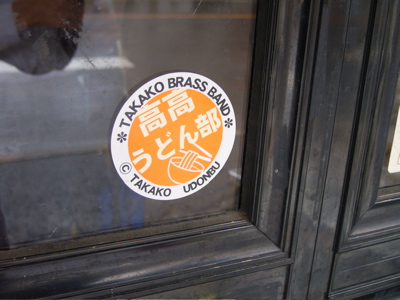 *TAKAKO BRASS BAND*
高高
うどん部
© TAKAKO UDONBU